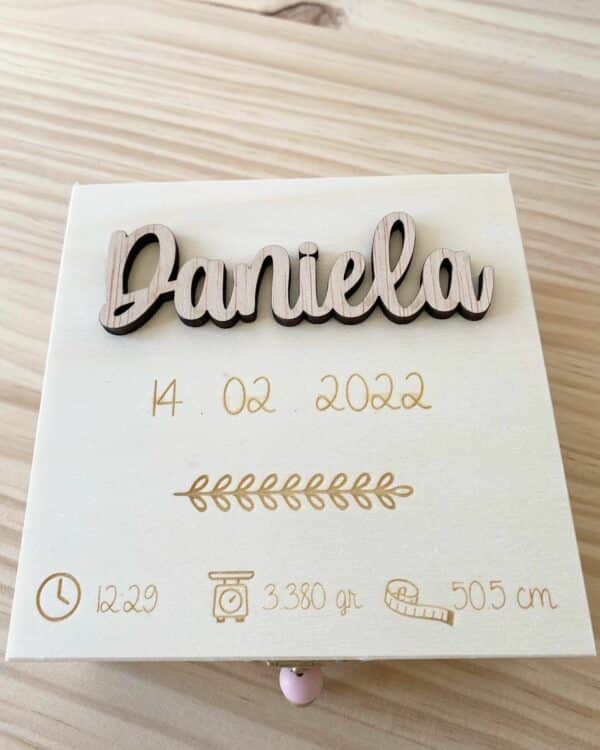 Daniela
14 . 02 . 2022
12:29 3.380 gr 50.5 cm